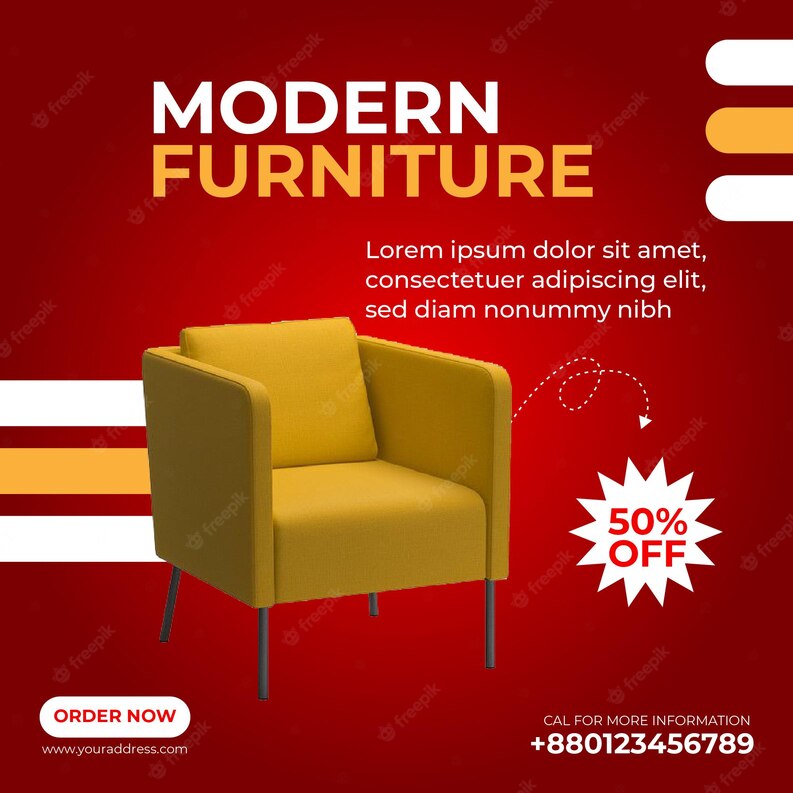 MODERN
FURNITURE
Lorem ipsum dolor sit amet,
consectetuer adipiscing elit,
sed diam nonummy nibh
50%
OFF
ORDER NOW
www.youraddress.com
CAL FOR MORE INFORMATION
+880123456789
freepik